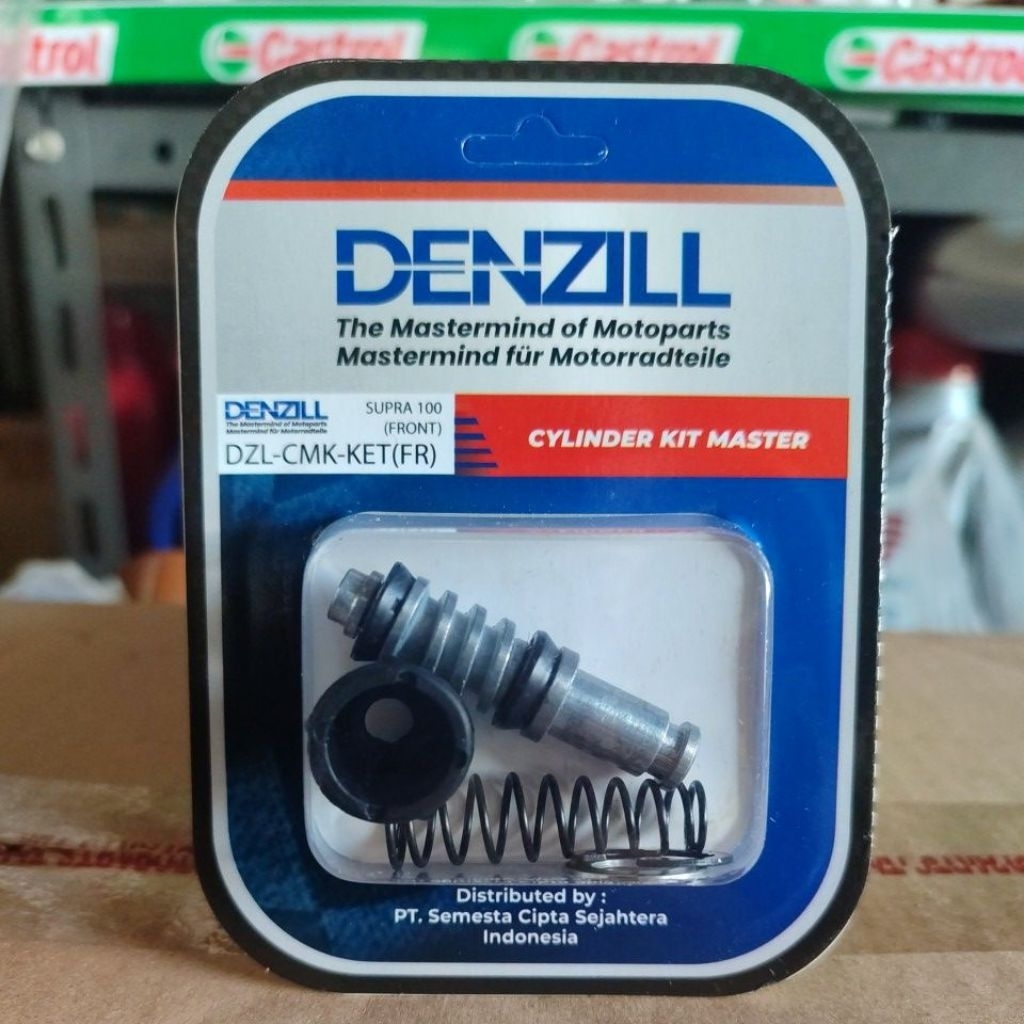 Castrol
Castrol
Castrol
DENZILL
The Mastermind of Motoparts
Mastermind für Motorradteile
DENZILL
The Mastermind of Motoparts
Mastermind für Motorradteile
SUPRA 100
(FRONT)
DZL-CMK-KET(FR)
CYLINDER KIT MASTER
Distributed by :
PT. Semesta Cipta Sejahtera
Indonesia